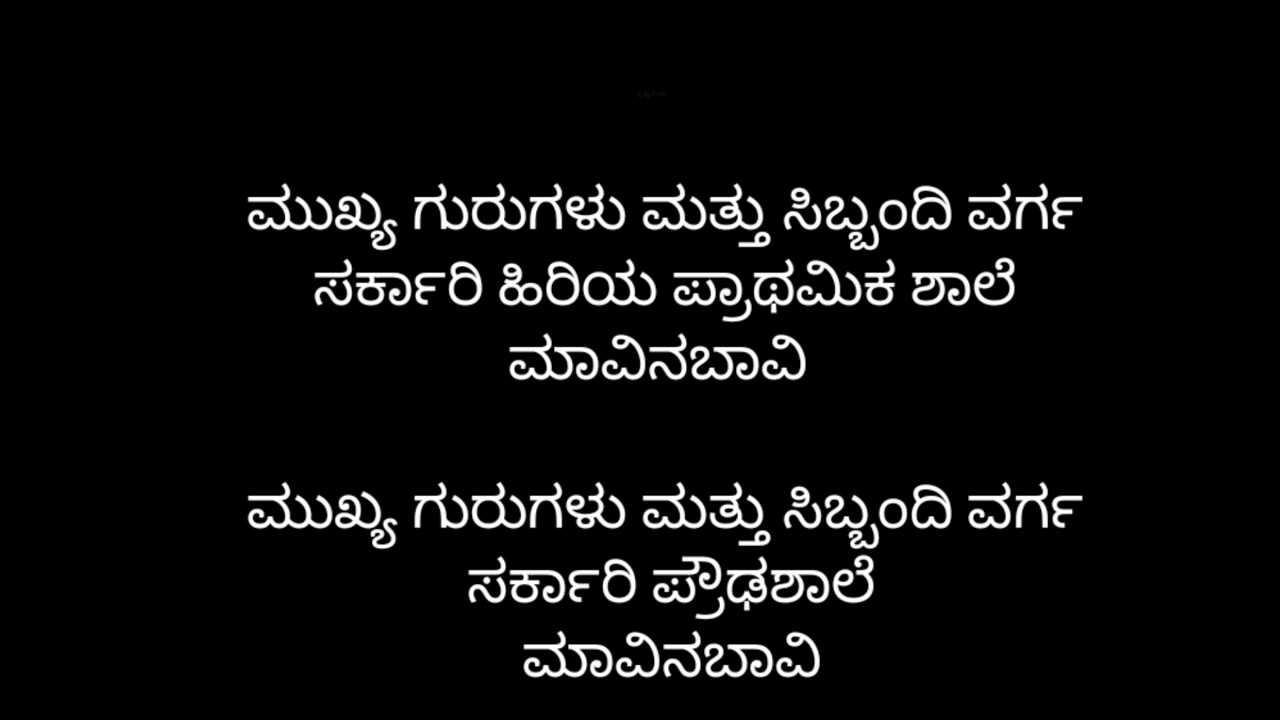 ಮುಖ್ಯ ಗುರುಗಳು ಮತ್ತು ಸಿಬ್ಬಂದಿ ವರ್ಗ
ಸರ್ಕಾರಿ ಹಿರಿಯ ಪ್ರಾಥಮಿಕ ಶಾಲೆ
ಮಾವಿನಬಾವಿ
ಮುಖ್ಯ ಗುರುಗಳು ಮತ್ತು ಸಿಬ್ಬಂದಿ ವರ್ಗ
ಸರ್ಕಾರಿ ಪ್ರೌಢಶಾಲೆ
ಮಾವಿನಬಾವಿ